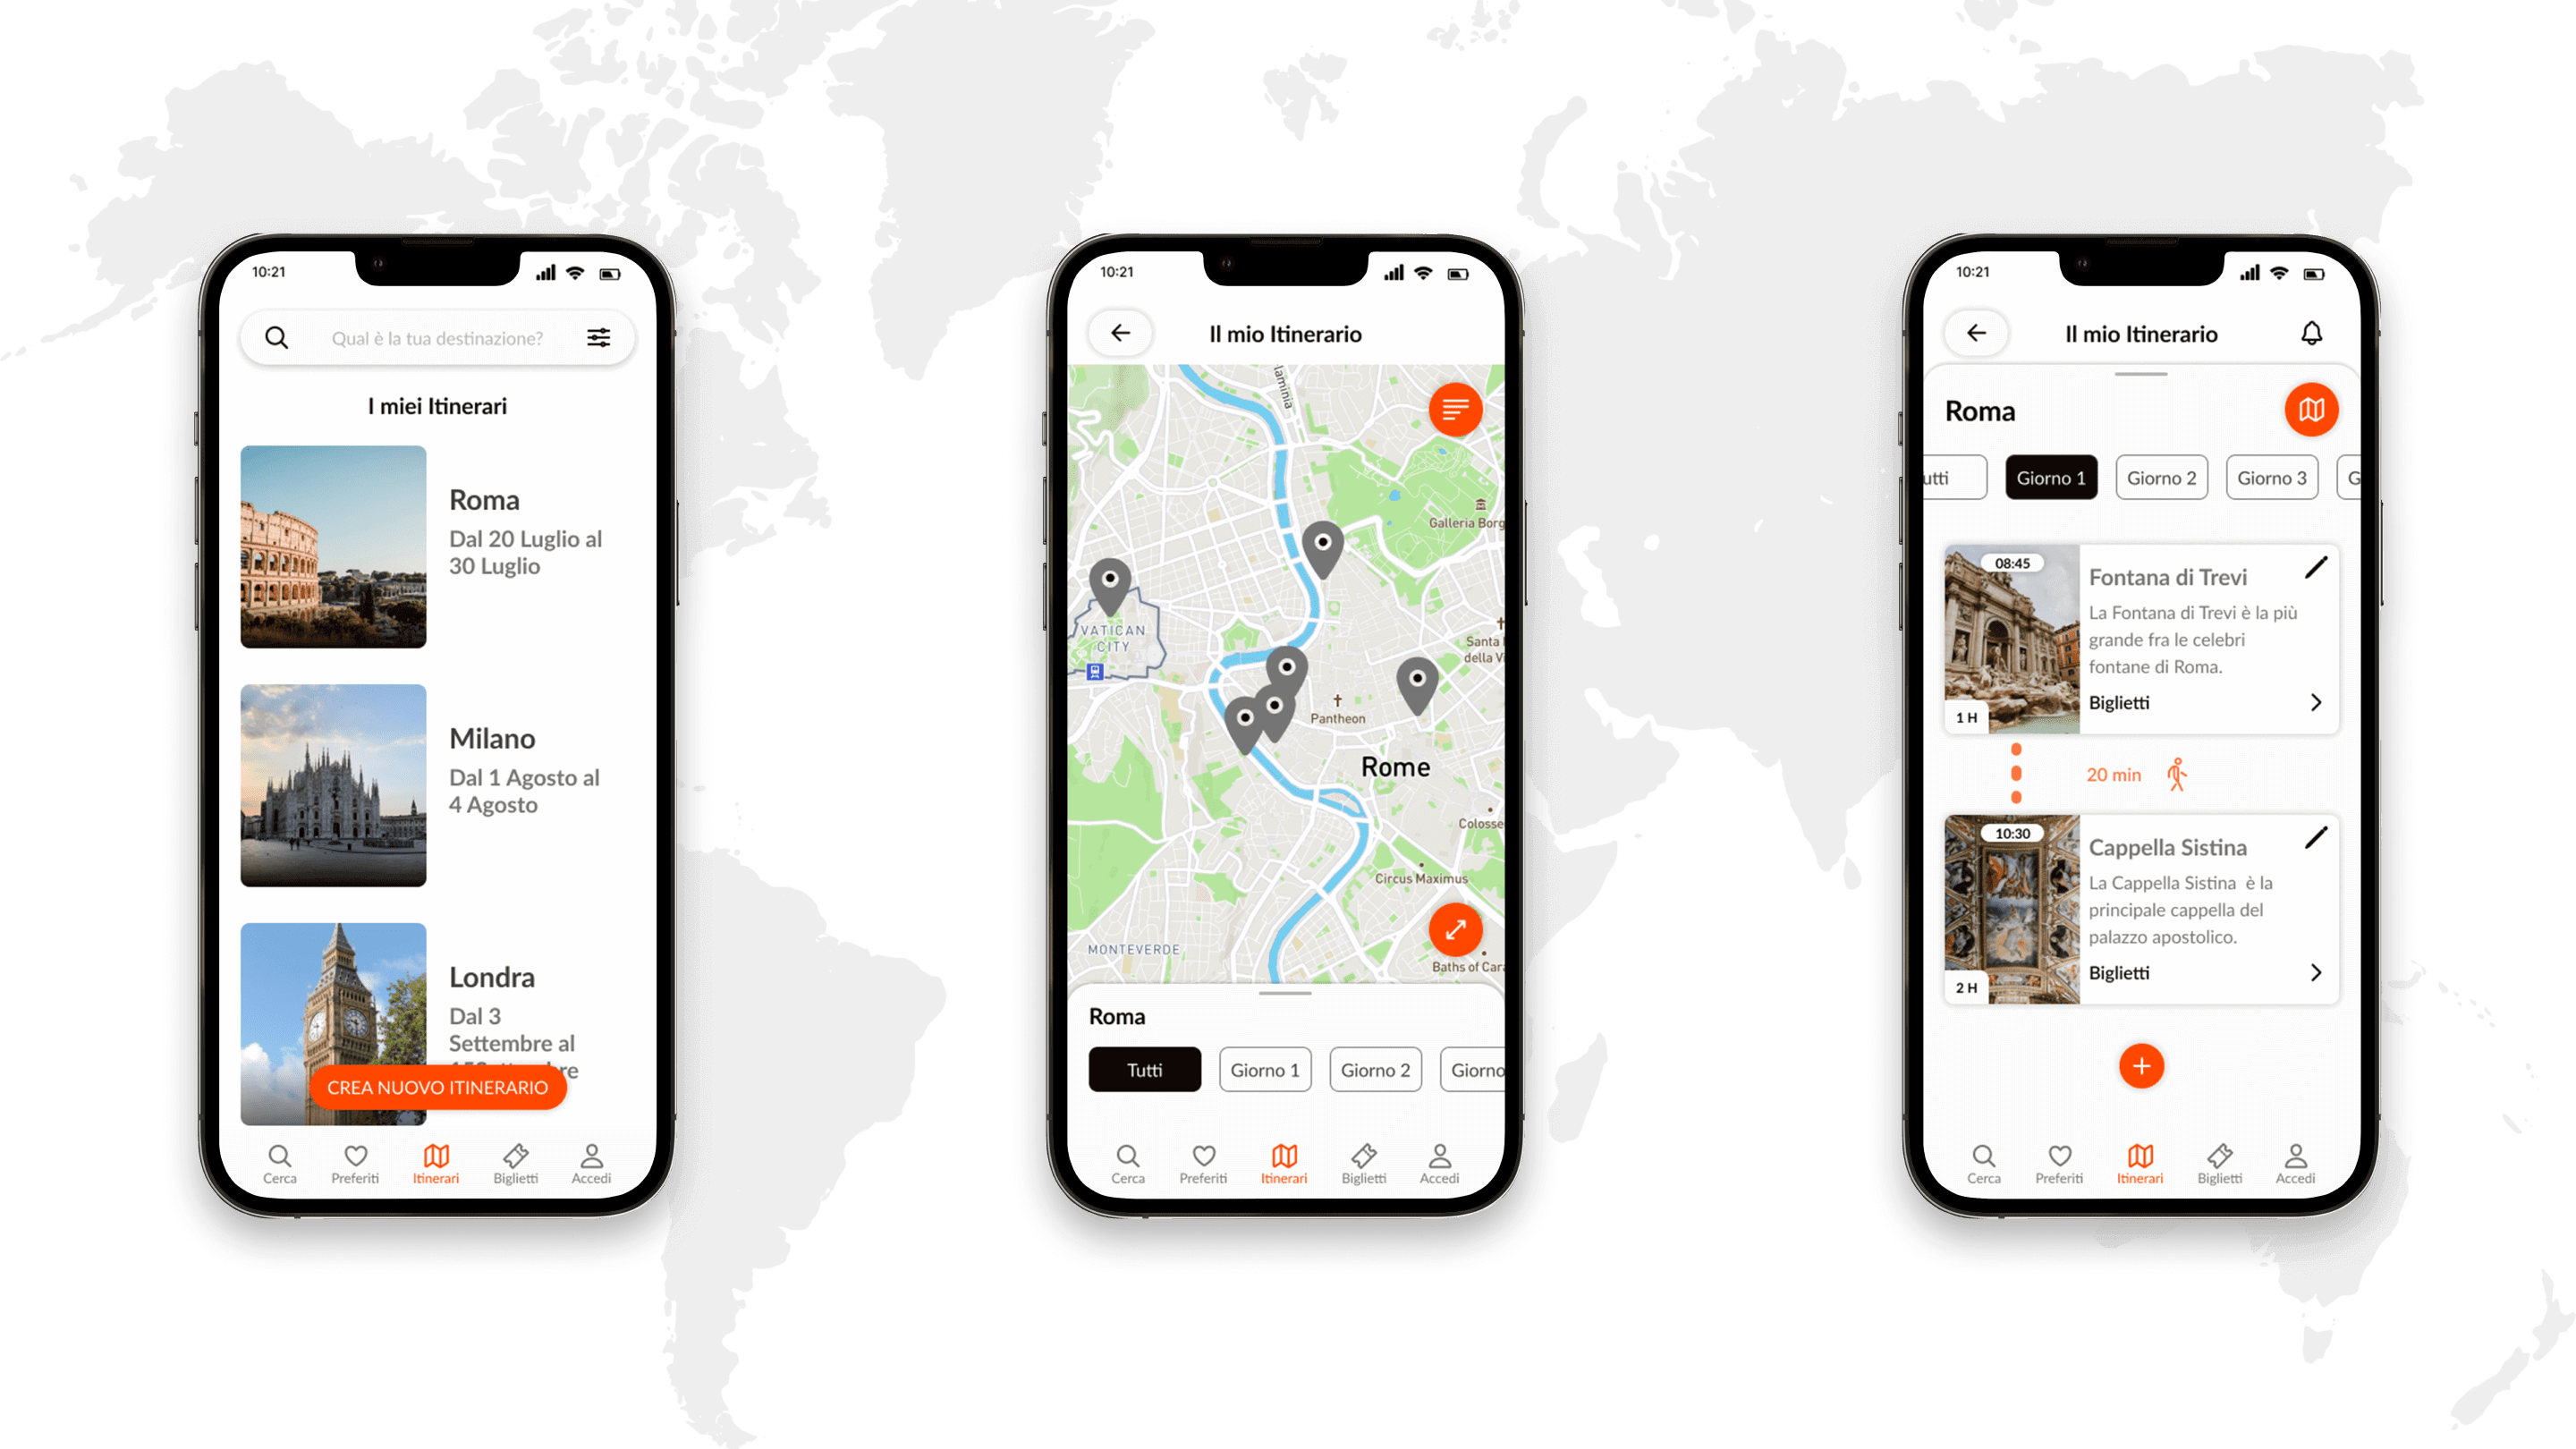 10:21
Qual è la tua destinazione?
I miei Itinerari
Roma
Dal 20 Luglio al
30 Luglio
Milano
Dal 1 Agosto al
4 Agosto
Londra
Dal 3
Settembre al
CREA NUOVO ITINERARIO
Cerca
Preferiti
Itinerari
Biglietti
Accedi
10:21
Il mio Itinerario
laminia
Galleria Borg
VATICAN
CITY
Santa
della Vi
Pantheon
Rome
Colosse
Circus Maximus
MONTEVERDE
Baths of Cara
Roma
Tutti
Giorno 1
Giorno 2
Giorno
Cerca
Preferiti
Itinerari
Biglietti
Accedi
10:21
Il mio Itinerario
Roma
utti
Giorno 1
Giorno 2
Giorno 3
G
08:45
Fontana di Trevi
La Fontana di Trevi è la più
grande fra le celebri
fontane di Roma.
Biglietti
1 H
20 min
10:30
Cappella Sistina
La Cappella Sistina è la
principale cappella del
palazzo apostolico.
Biglietti
2 H
Cerca
Preferiti
Itinerari
Biglietti
Accedi